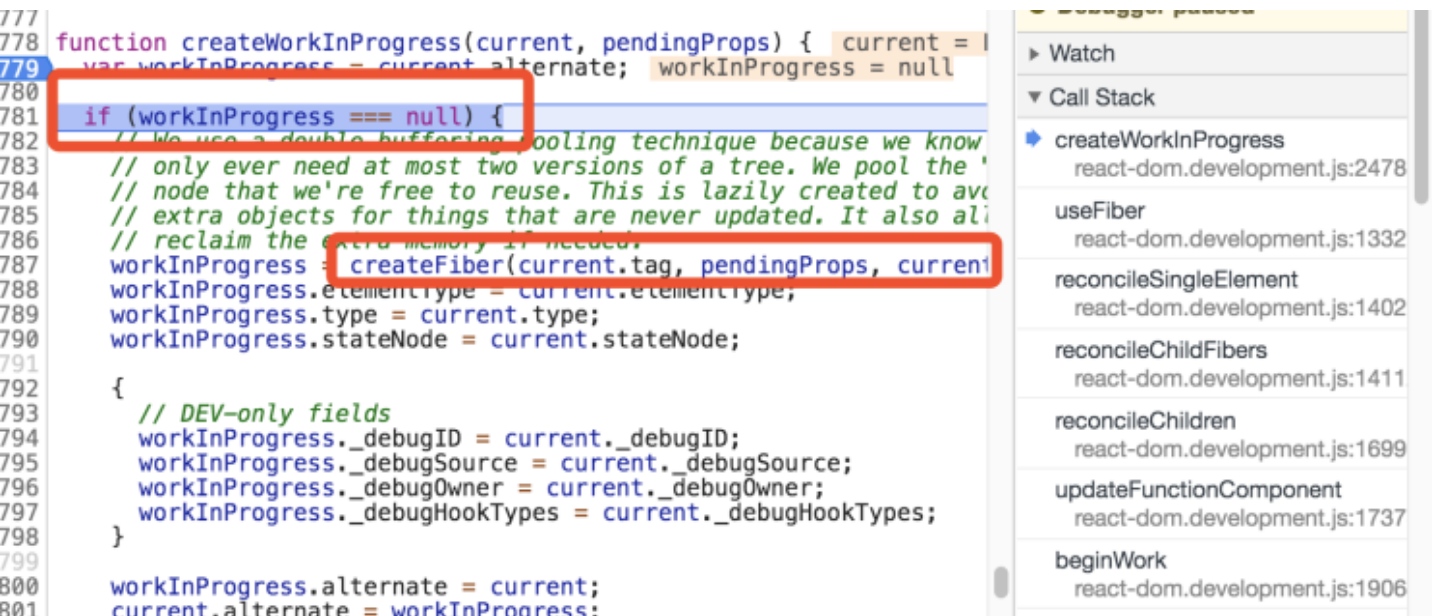 777
778 function createWorkInProgress(current, pendingProps) { current =
779 var workInProgress = current.alternate; workInProgress = null
780
781 if (workInProgress === null) {
782 // We use a double buffering pooling technique because we know
783 // only ever need at most two versions of a tree. We pool the "
784 // node that we're free to reuse. This is lazily created to avo
785 // extra objects for things that are never updated. It also al
786 // reclaim the extra memory if needed.
787 workInProgress = createFiber(current.tag, pendingProps, current
788 workInProgress.elementType = current.elementType;
789 workInProgress.type = current.type;
790 workInProgress.stateNode = current.stateNode;
791
792 {
793 // DEV-only fields
794 workInProgress._debugID = current._debugID;
795 workInProgress._debugSource = current._debugSource;
796 workInProgress._debugOwner = current._debugOwner;
797 workInProgress._debugHookTypes = current._debugHookTypes;
798 }
799
800 workInProgress.alternate = current;
801 current.alternate = workInProgress;
Debugger paused
Watch
Call Stack
createWorkInProgress
react-dom.development.js:2478
useFiber
react-dom.development.js:1332
reconcileSingleElement
react-dom.development.js:1402
reconcileChildFibers
react-dom.development.js:1411
reconcileChildren
react-dom.development.js:1699
updateFunctionComponent
react-dom.development.js:1737
beginWork
react-dom.development.js:1906